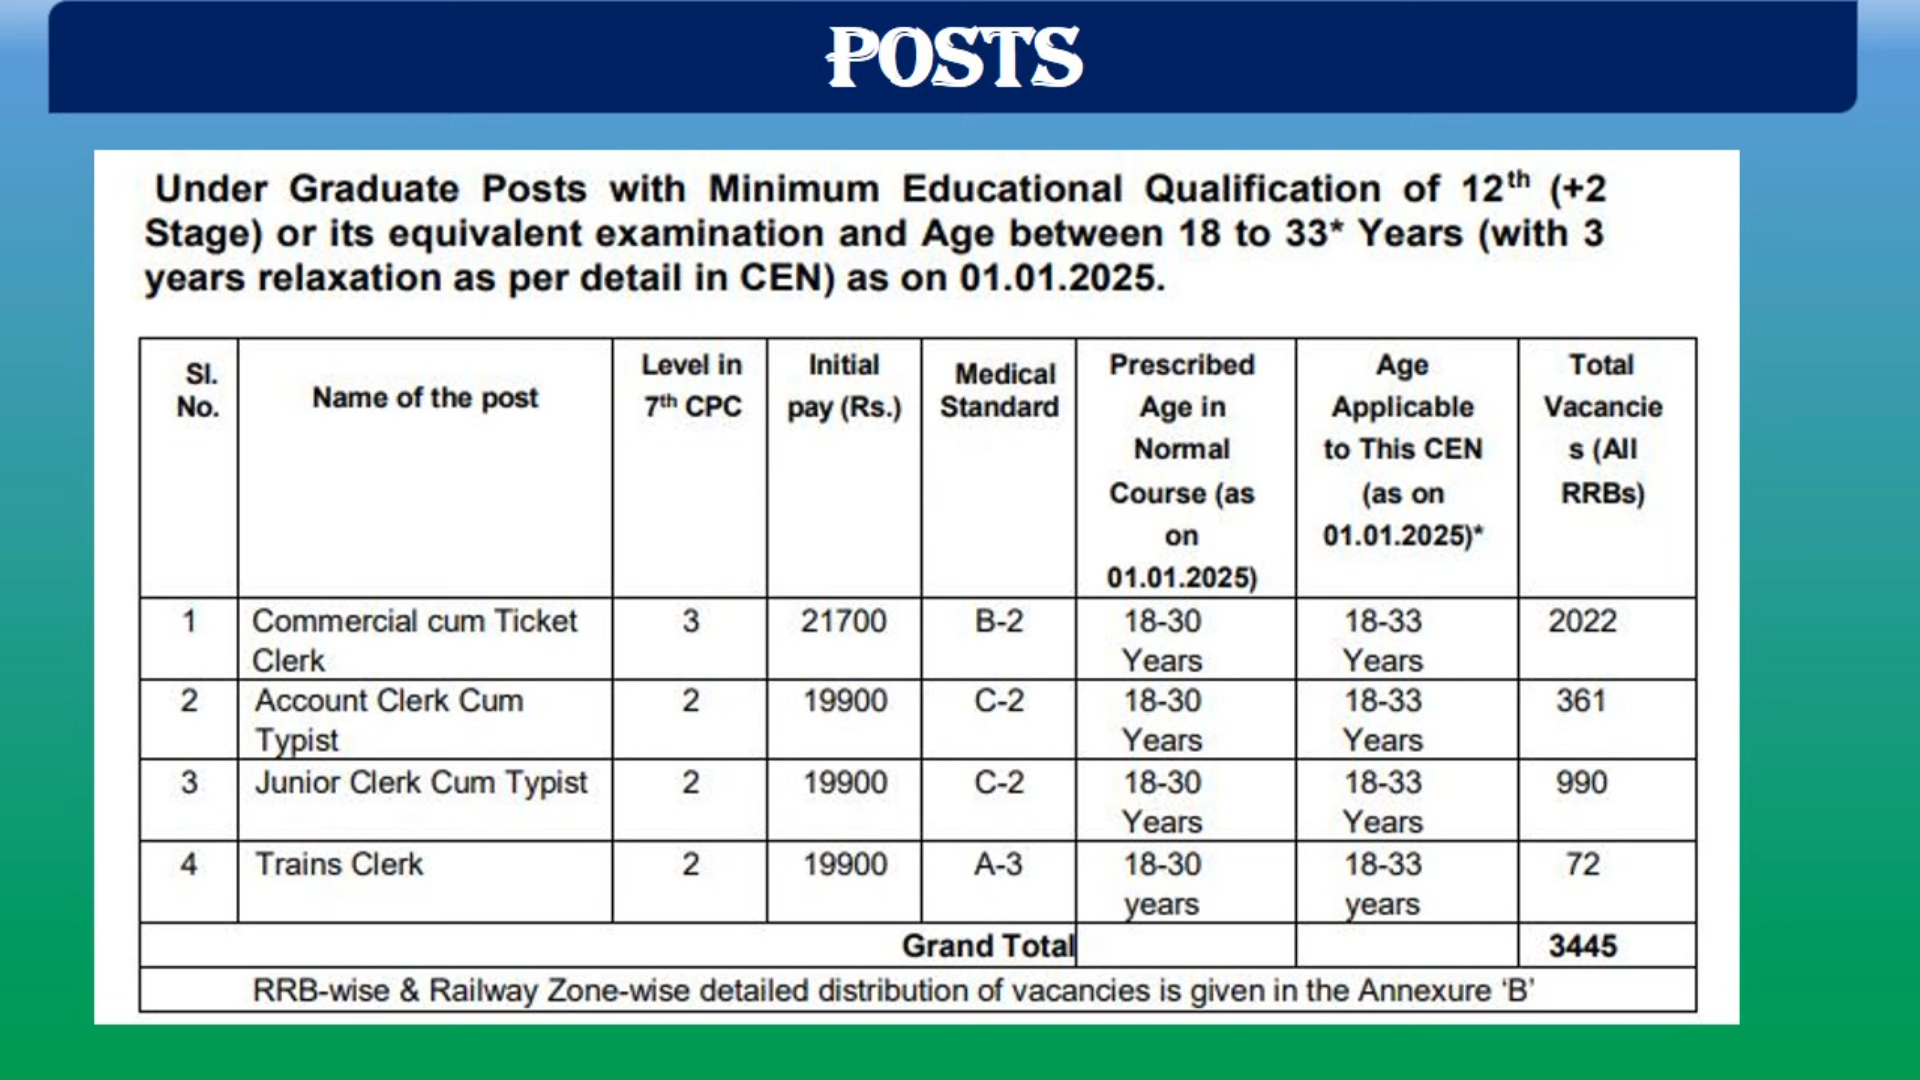 POSTS
Under Graduate Posts with Minimum Educational Qualification of 12th (+2
Stage) or its equivalent examination and Age between 18 to 33* Years (with 3
years relaxation as per detail in CEN) as on 01.01.2025.
Sl. No. | Name of the post | Level in 7th CPC | Initial pay (Rs.) | Medical Standard | Prescribed Age in Normal Course (as on 01.01.2025) | Age Applicable to This CEN (as on 01.01.2025)* | Total Vacancie s (All RRBs)
1 | Commercial cum Ticket Clerk | 3 | 21700 | B-2 | 18-30 Years | 18-33 Years | 2022
2 | Account Clerk Cum Typist | 2 | 19900 | C-2 | 18-30 Years | 18-33 Years | 361
3 | Junior Clerk Cum Typist | 2 | 19900 | C-2 | 18-30 Years | 18-33 Years | 990
4 | Trains Clerk | 2 | 19900 | A-3 | 18-30 years | 18-33 years | 72
Grand Total | 3445
RRB-wise & Railway Zone-wise detailed distribution of vacancies is given in the Annexure ‘B’